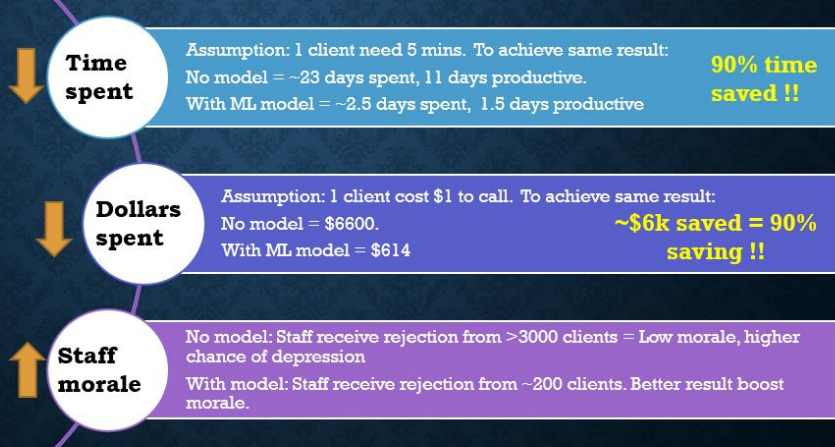 Time
spent
Assumption: 1 client need 5 mins. To achieve same result:
No model = ~23 days spent, 11 days productive.
With ML model = ~2.5 days spent, 1.5 days productive
90% time
saved !!
Dollars
spent
Assumption: 1 client cost $1 to call. To achieve same result:
No model = $6600.
With ML model = $614
~$6k saved = 90%
saving !!
Staff
morale
No model: Staff receive rejection from >3000 clients = Low morale, higher
chance of depression
With model: Staff receive rejection from ~200 clients. Better result boost
morale.